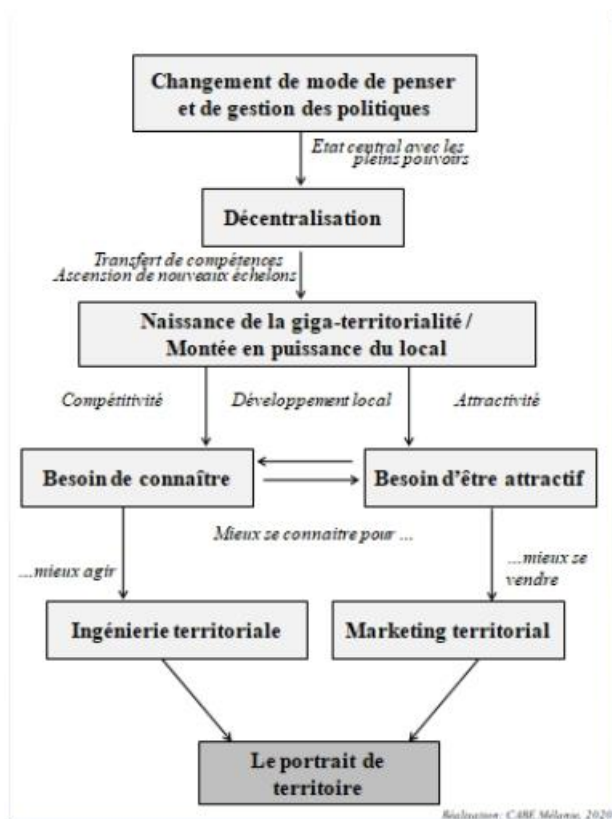 Changement de mode de penser
et de gestion des politiques
Etat central avec les
pleins pouvoirs
Décentralisation
Transfert de compétences
Ascension de nouveaux échelons
Naissance de la giga-territorialité /
Montée en puissance du local
Compétitivité
Développement local
Attractivité
Besoin de connaître
Besoin d'être attractif
Mieux se connaitre pour ...
....mieux agir
....mieux se
vendre
Ingénierie territoriale
Marketing territorial
Le portrait de
territoire
Réalisation: CABE Mélanie, 2020